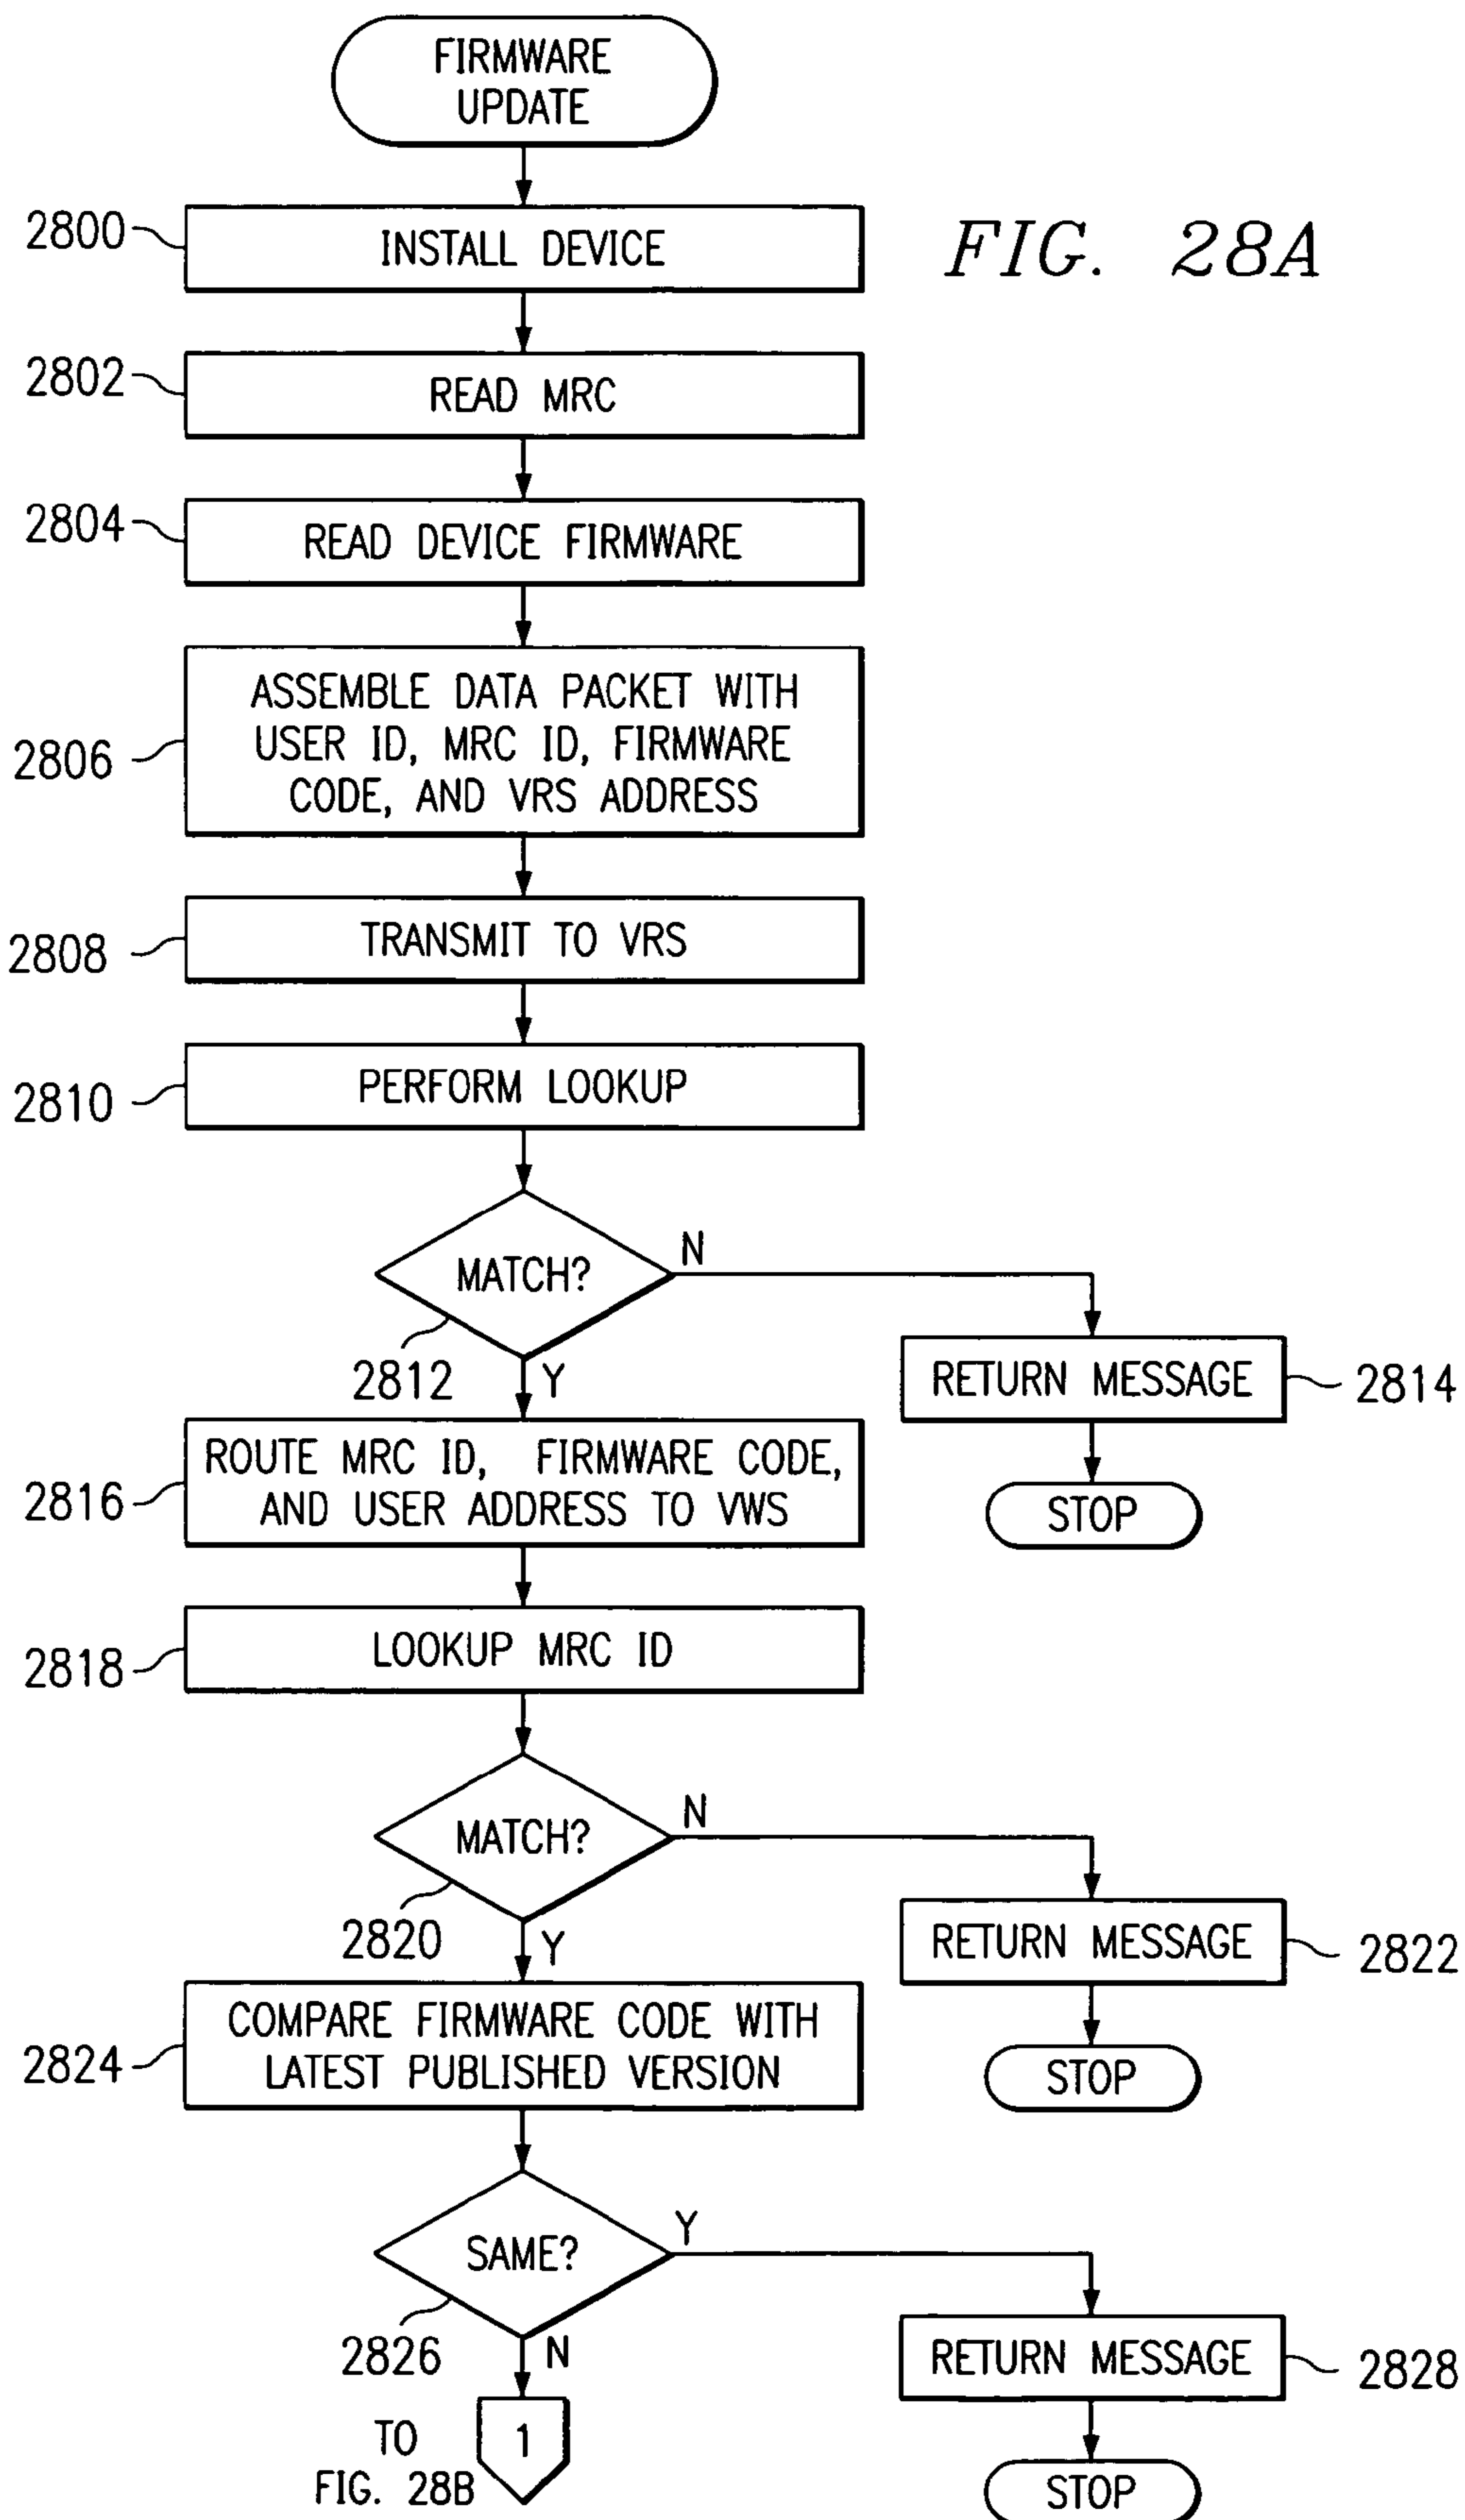 FIRMWARE
UPDATE
2800
INSTALL DEVICE
FIG. 28A
2802
READ MRC
2804
READ DEVICE FIRMWARE
2806
ASSEMBLE DATA PACKET WITH
USER ID, MRC ID, FIRMWARE
CODE, AND VRS ADDRESS
2808
TRANSMIT TO VRS
2810
PERFORM LOOKUP
MATCH?
N
2812
Y
RETURN MESSAGE
2814
STOP
2816
ROUTE MRC ID, FIRMWARE CODE,
AND USER ADDRESS TO VWS
2818
LOOKUP MRC ID
MATCH?
N
2820
Y
RETURN MESSAGE
2822
STOP
2824
COMPARE FIRMWARE CODE WITH
LATEST PUBLISHED VERSION
SAME?
Y
2826
N
RETURN MESSAGE
2828
STOP
1
TO
FIG. 28B